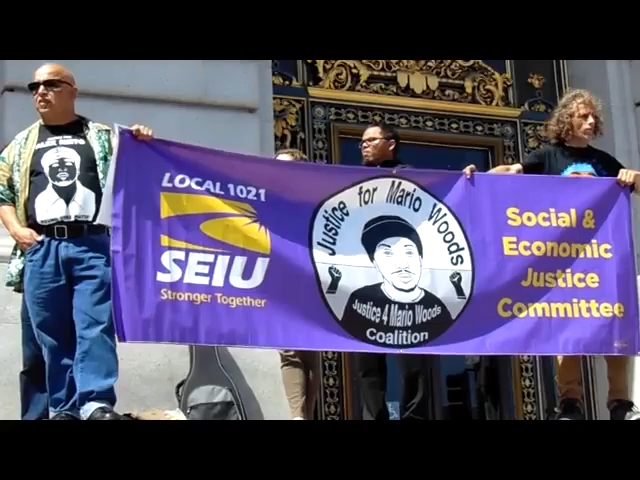 LOCAL 1021
SEIU
Stronger Together
Justice for Mario Woods
Justice 4 Mario Woods
Coalition
Social &
Economic
Justice
Committee